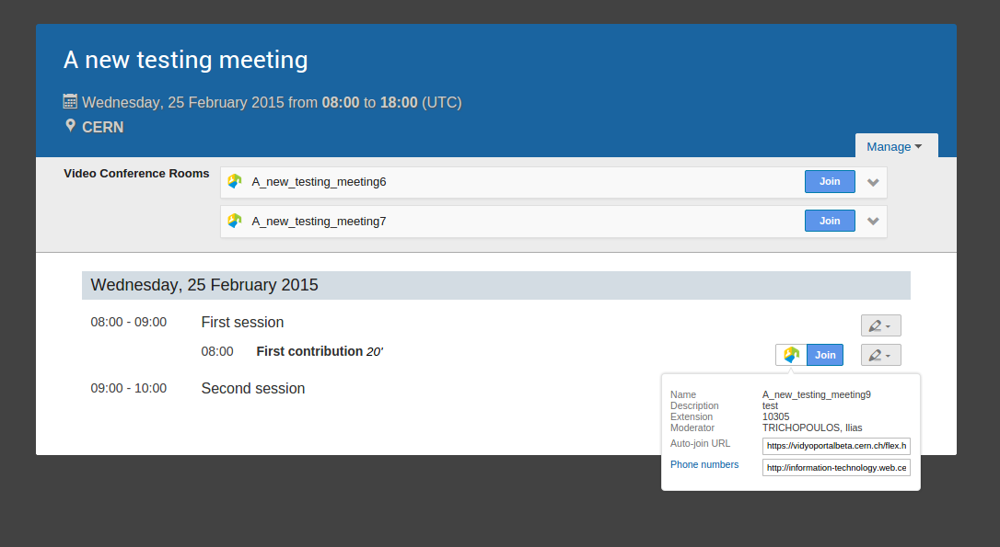 A new testing meeting
Wednesday, 25 February 2015 from 08:00 to 18:00 (UTC)
CERN
Manage
Video Conference Rooms
A_new_testing_meeting6 Join
A_new_testing_meeting7 Join
Wednesday, 25 February 2015
08:00 - 09:00 First session
08:00 First contribution 20' Join
09:00 - 10:00 Second session
Name A_new_testing_meeting9
Description test
Extension 10305
Moderator TRICHOPOULOS, Ilias
Auto-join URL https://vidyoportalbeta.cern.ch/flex.h
Phone numbers http://information-technology.web.ce